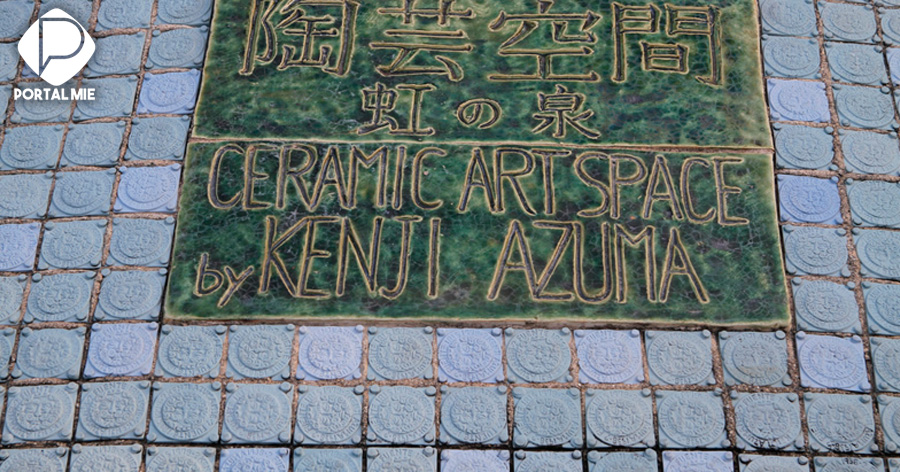 PORTAL MIE
陶芸空間
虹の泉
CERAMIC ART SPACE
by KENJI AZUMA